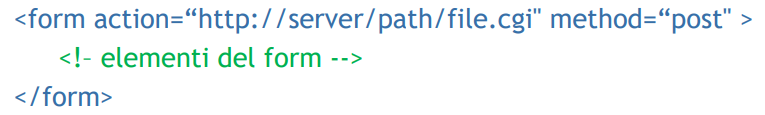 <form action=“http://server/path/file.cgi" method=“post" >
<!– elementi del form -->
</form>